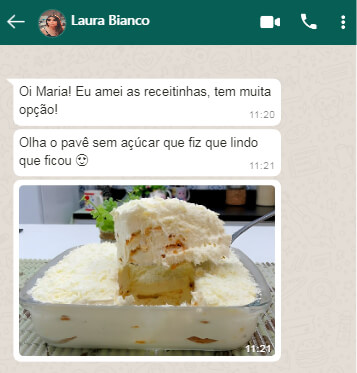 Laura Bianco
Oi Maria! Eu amei as receitinhas, tem muita
opção!
11:20
Olha o pavê sem açúcar que fiz que lindo
que ficou 🙂
11:21
11:21